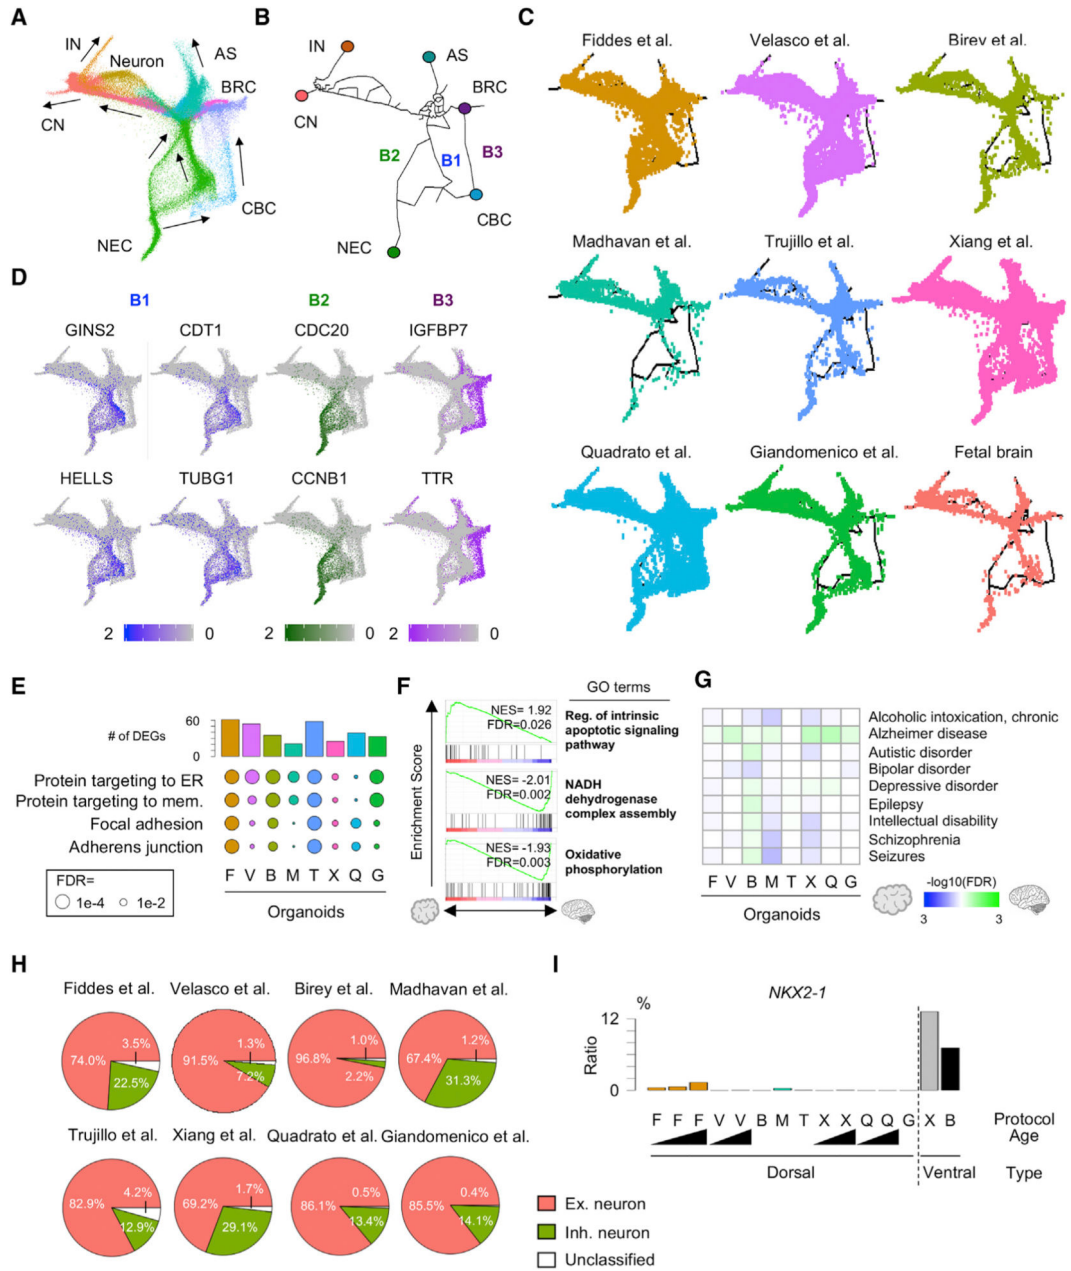 A
IN
Neuron
AS
BRC
CN
CBC
NEC
B
IN
AS
BRC
CN
B2
B1
B3
CBC
NEC
C
Fiddes et al.
Velasco et al.
Birey et al.
Madhavan et al.
Trujillo et al.
Xiang et al.
Quadrato et al.
Giandomenico et al.
Fetal brain
D
B1
B2
B3
GINS2
CDT1
CDC20
IGFBP7
HELLS
TUBG1
CCNB1
TTR
2 0
2 0
2 0
E
60
0
# of DEGs
Protein targeting to ER
Protein targeting to mem.
Focal adhesion
Adherens junction
F V B M T X Q G
FDR=
1e-4 1e-2
Organoids
F
GO terms
Enrichment Score
NES= 1.92
FDR=0.026
Reg. of intrinsic
apoptotic signaling
pathway
NES= -2.01
FDR=0.002
NADH
dehydrogenase
complex assembly
NES= -1.93
FDR=0.003
Oxidative
phosphorylation
G
Alcoholic intoxication, chronic
Alzheimer disease
Autistic disorder
Bipolar disorder
Depressive disorder
Epilepsy
Intellectual disability
Schizophrenia
Seizures
F V B M T X Q G
Organoids
-log10(FDR)
3 3
H
Fiddes et al.
Velasco et al.
Birey et al.
Madhavan et al.
3.5%
74.0%
22.5%
1.3%
91.5%
7.2%
1.0%
96.8%
2.2%
1.2%
67.4%
31.3%
Trujillo et al.
Xiang et al.
Quadrato et al.
Giandomenico et al.
4.2%
82.9%
12.9%
1.7%
69.2%
29.1%
0.5%
86.1%
13.4%
0.4%
85.5%
14.1%
Ex. neuron
Inh. neuron
Unclassified
I
NKX2-1
%
12
0
Ratio
F F F V V B M T X X Q Q G X B
Protocol
Age
Dorsal
Ventral
Type